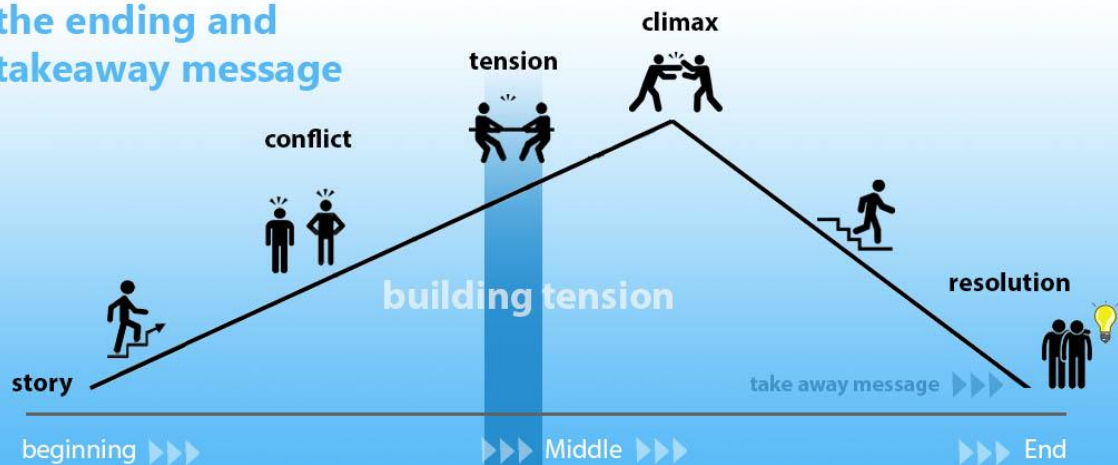 the ending and
takeaway message
climax
tension
conflict
building tension
resolution
story
take away message
beginning
Middle
End